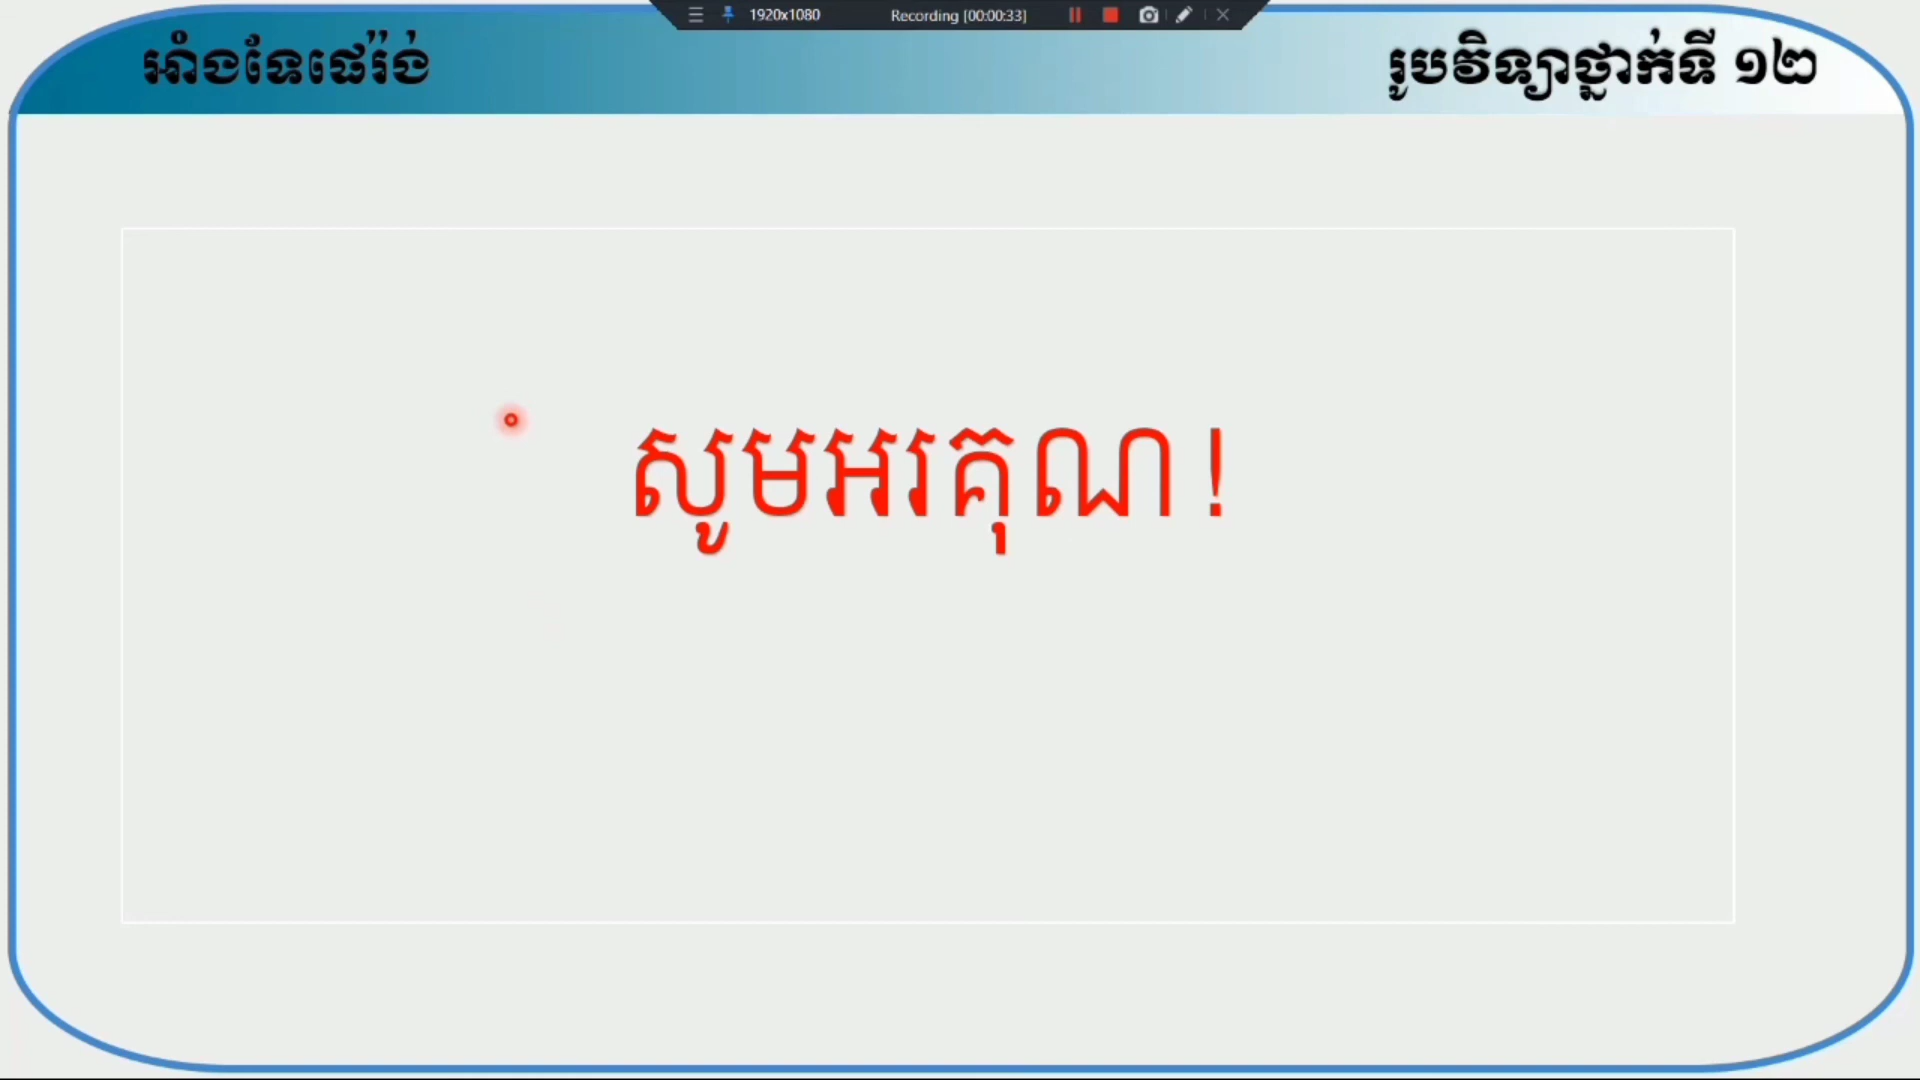 1920x1080 Recording [00:00:33]
អាំងទែផេរ៉ង់ រូបវិទ្យាថ្នាក់ទី ១២
សូមអរគុណ!